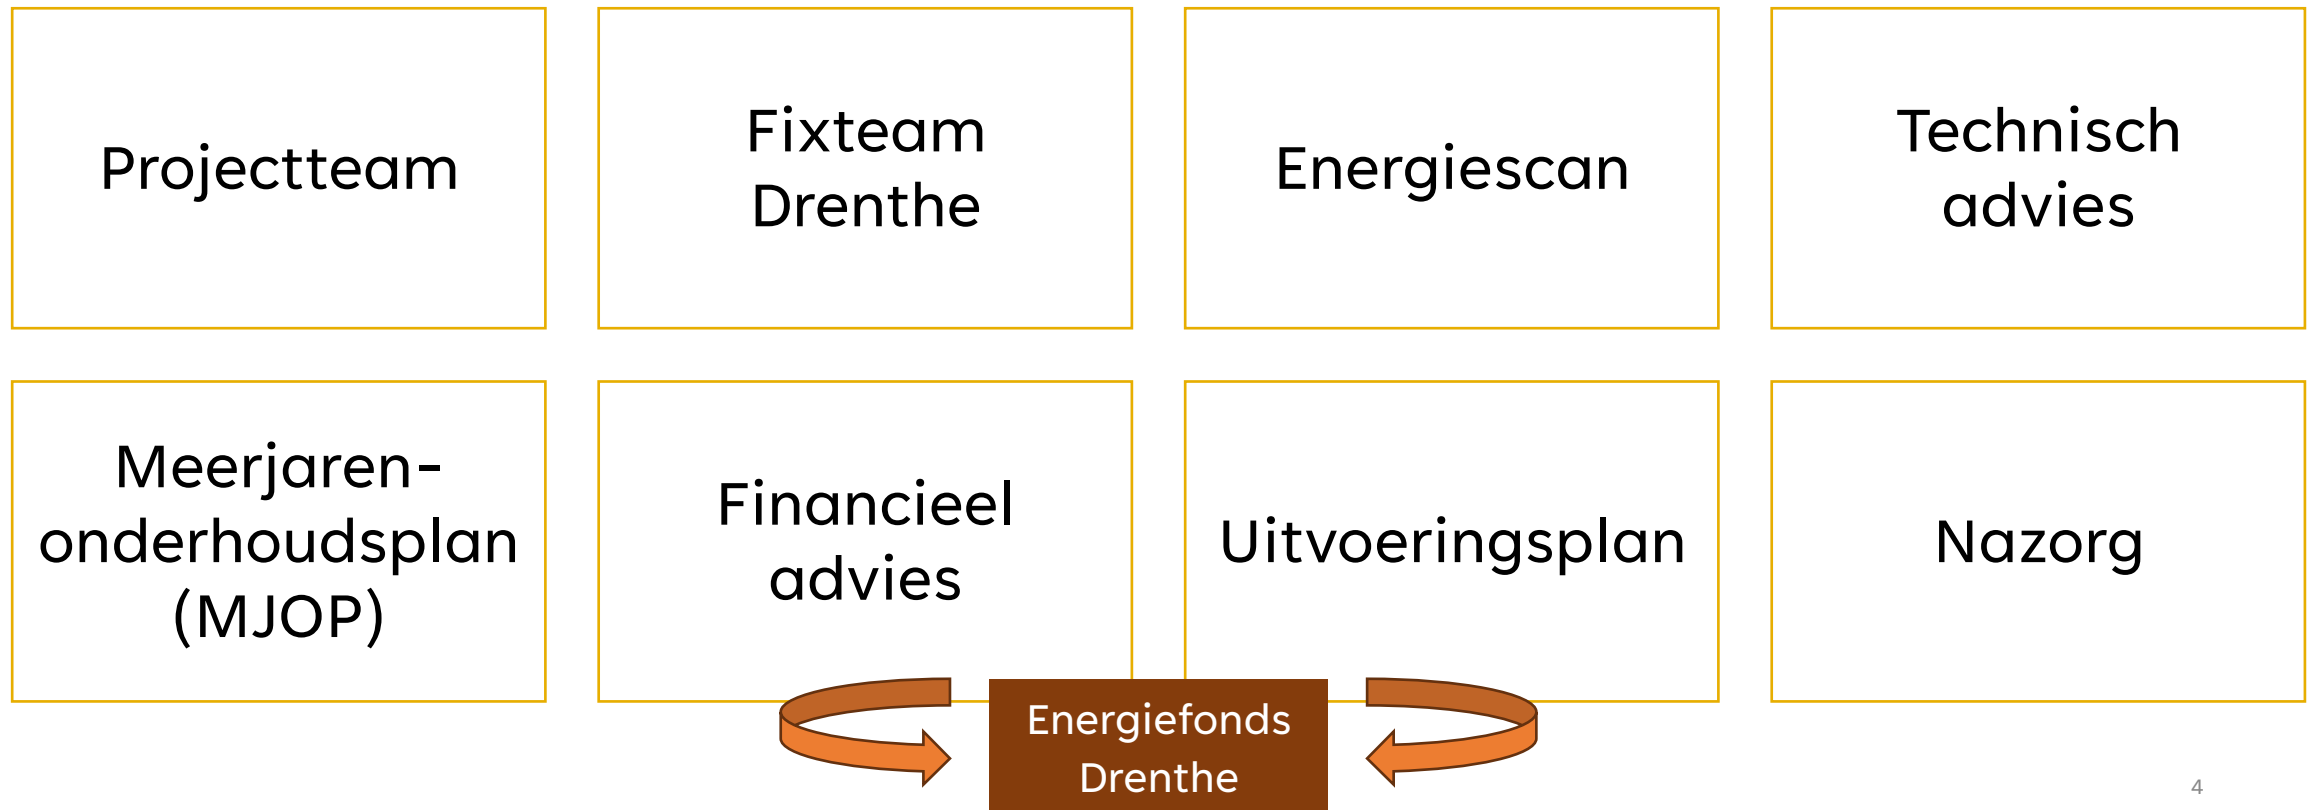 Projectteam
Fixteam
Drenthe
Energiescan
Technisch
advies
Meerjaren-
onderhoudsplan
(MJOP)
Financieel
advies
Uitvoeringsplan
Nazorg
Energiefonds
Drenthe
4